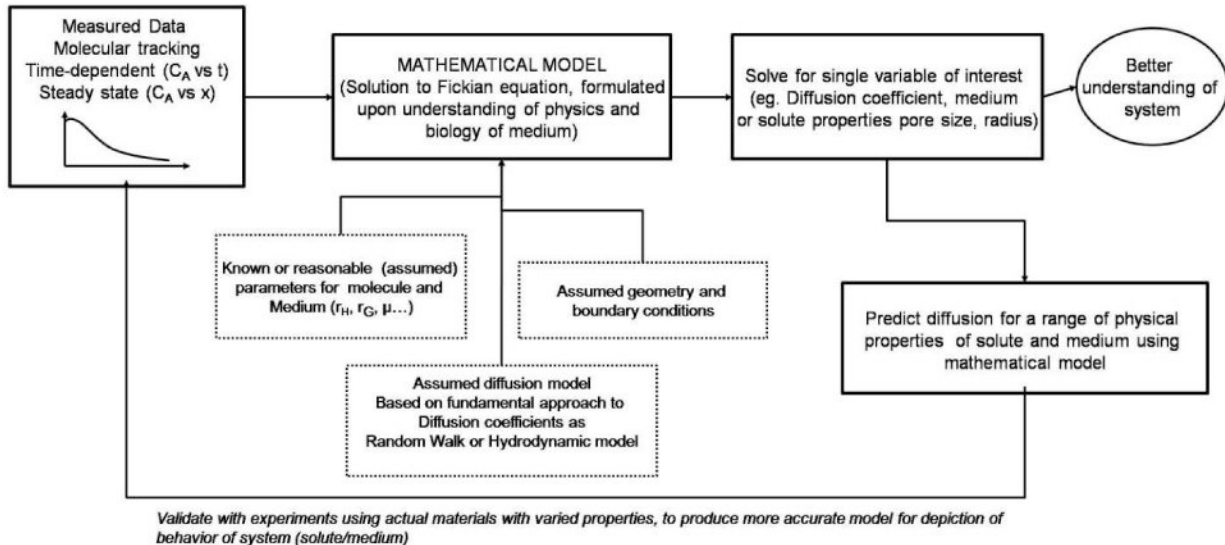 Measured Data
Molecular tracking
Time-dependent (C_A vs t)
Steady state (C_A vs x)
MATHEMATICAL MODEL
(Solution to Fickian equation, formulated
upon understanding of physics and
biology of medium)
Solve for single variable of interest
(eg. Diffusion coefficient, medium
or solute properties pore size, radius)
Better
understanding of
system
Known or reasonable (assumed)
parameters for molecule and
Medium (r_H, r_G, μ…)
Assumed geometry and
boundary conditions
Assumed diffusion model
Based on fundamental approach to
Diffusion coefficients as
Random Walk or Hydrodynamic model
Predict diffusion for a range of physical
properties of solute and medium using
mathematical model
Validate with experiments using actual materials with varied properties, to produce more accurate model for depiction of
behavior of system (solute/medium)